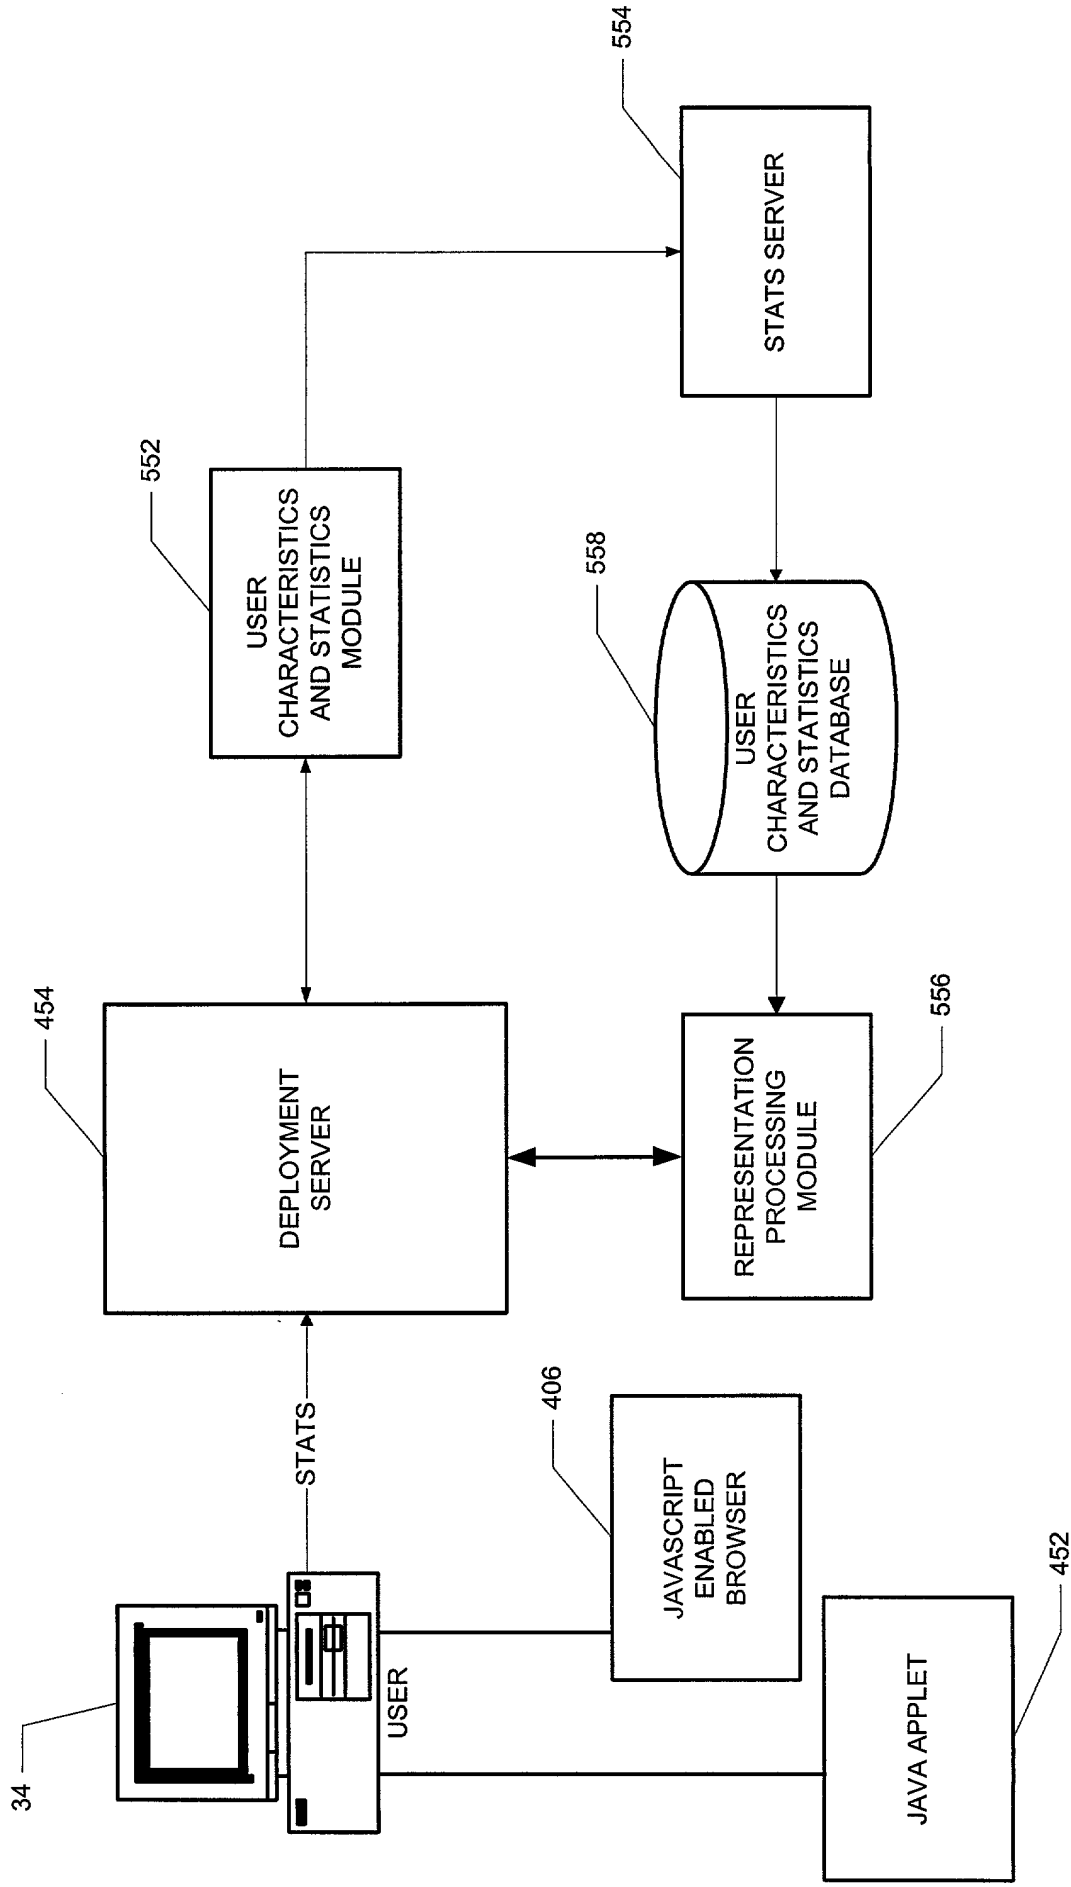 34
USER
STATS
454
DEPLOYMENT
SERVER
552
USER
CHARACTERISTICS
AND STATISTICS
MODULE
554
STATS SERVER
558
USER
CHARACTERISTICS
AND STATISTICS
DATABASE
556
REPRESENTATION
PROCESSING
MODULE
406
JAVASCRIPT
ENABLED
BROWSER
452
JAVA APPLET